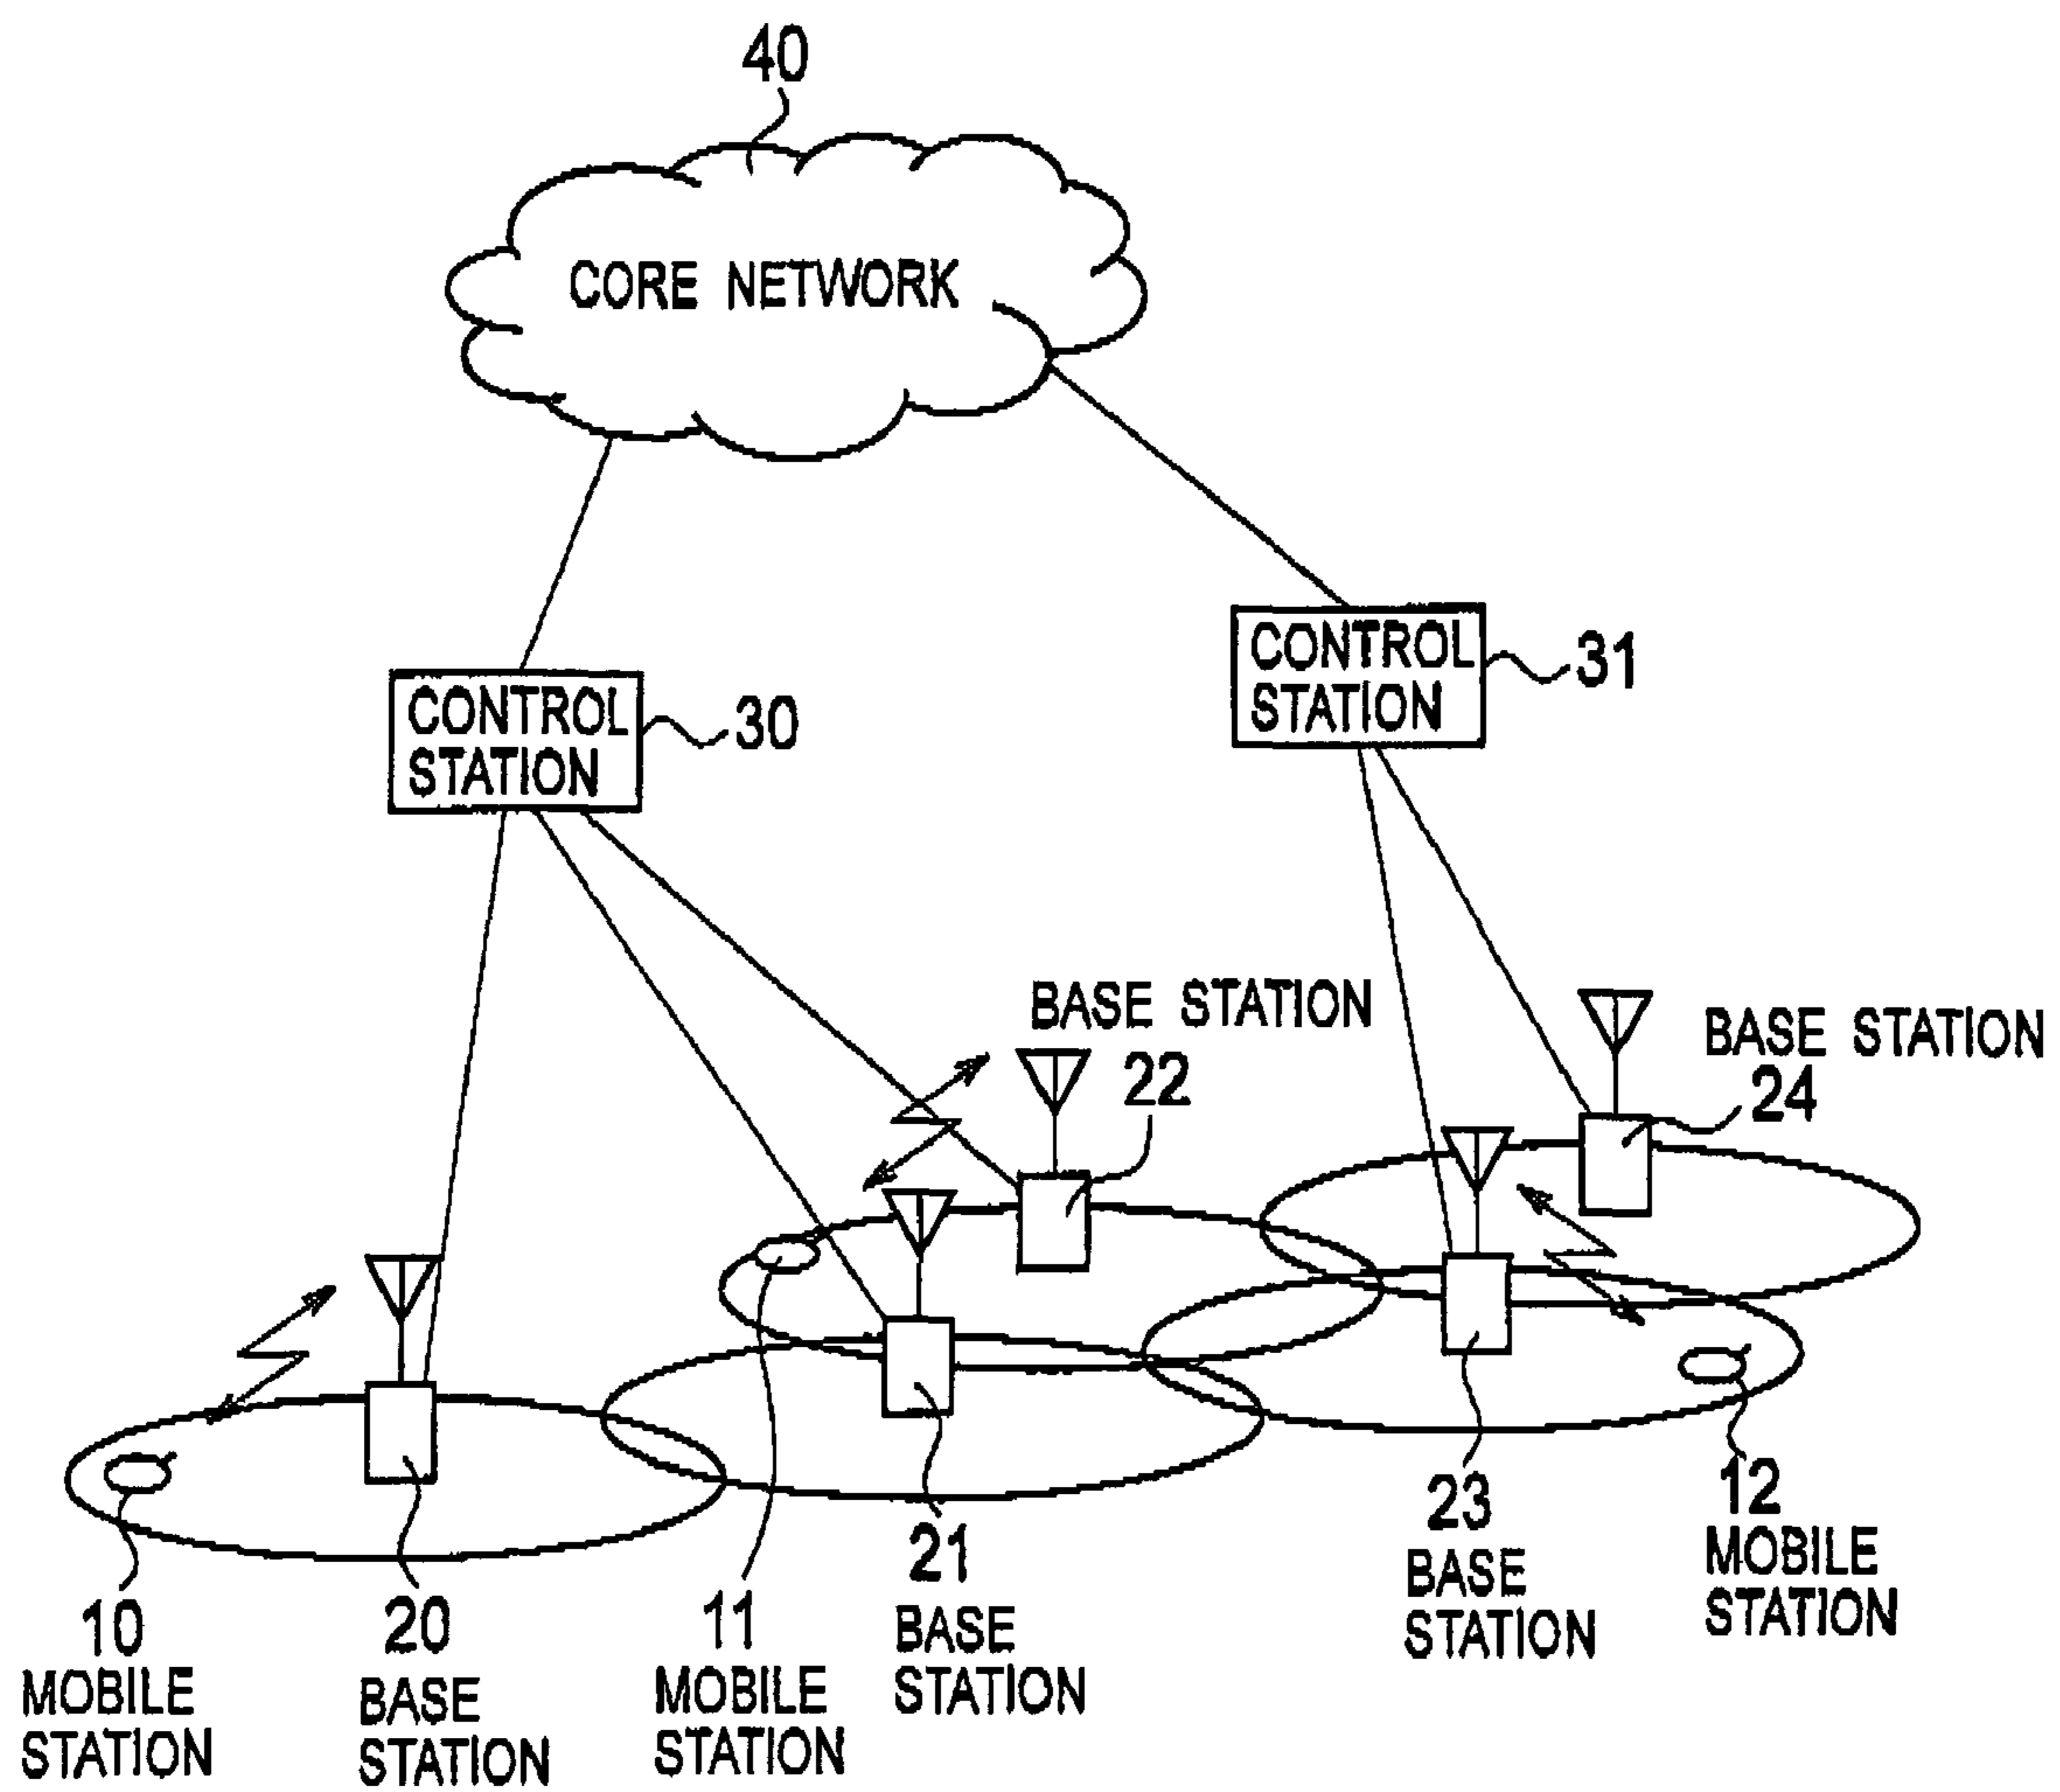 40
CORE NETWORK
CONTROL
STATION
31
CONTROL
STATION
30
BASE STATION
22
BASE STATION
24
10
MOBILE
STATION
20
BASE
STATION
11
MOBILE
STATION
21
BASE
STATION
23
BASE
STATION
12
MOBILE
STATION